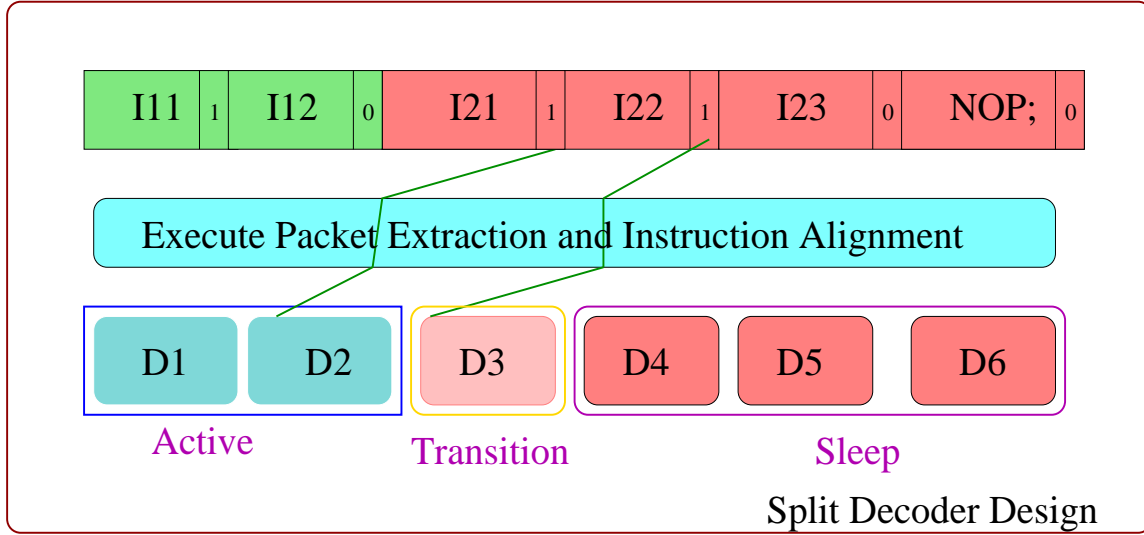 I11 1 I12 0 I21 1 I22 1 I23 0 NOP; 0
Execute Packet Extraction and Instruction Alignment
D1 D2 D3 D4 D5 D6
Active Transition Sleep
Split Decoder Design